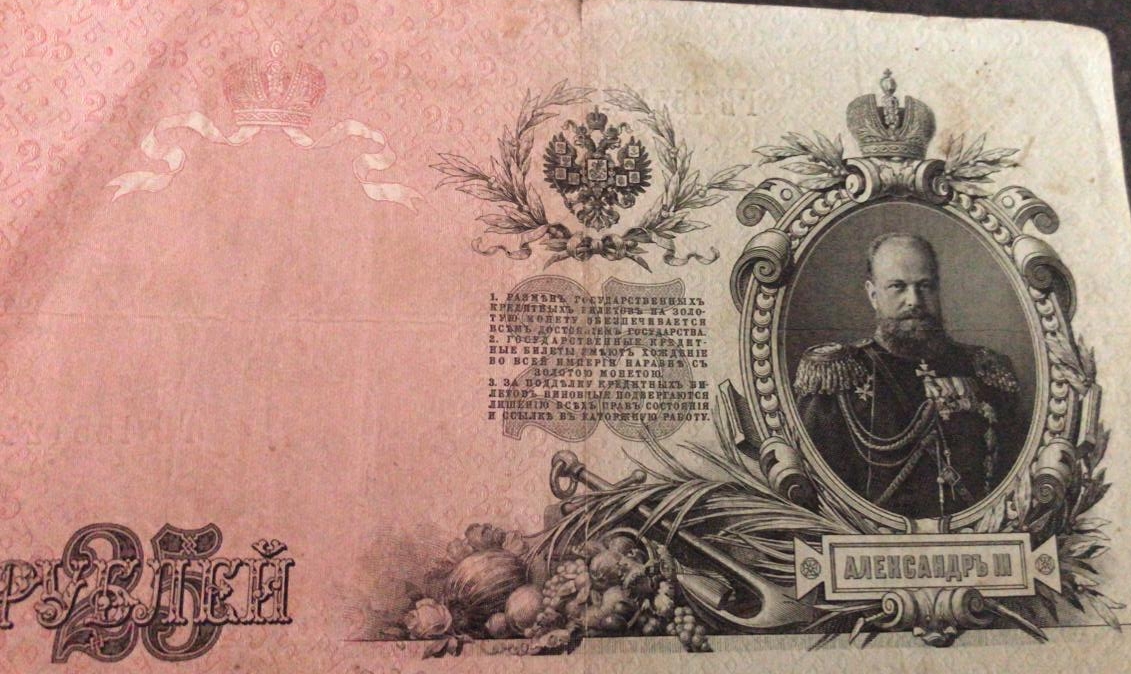 1. РАЗМѢНЪ ГОСУДАРСТВЕННЫХЪ
КРЕДИТНЫХЪ БИЛЕТОВЪ НА ЗОЛО-
ТУЮ МОНЕТУ ОБЕЗПЕЧИВАЕТСЯ
ВСѢМЪ ДОСТОЯНІЕМЪ ГОСУДАРСТВА.
2. ГОСУДАРСТВЕННЫЕ КРЕДИТ-
НЫЕ БИЛЕТЫ ИМѢЮТЪ ХОЖДЕНІЕ
ВО ВСЕЙ ИМПЕРІИ НАРАВНѢ СЪ
ЗОЛОТОЮ МОНЕТОЮ.
3. ЗА ПОДДѢЛКУ КРЕДИТНЫХЪ БИ-
ЛЕТОВЪ ВИНОВНЫЕ ПОДВЕРГАЮТСЯ
ЛИШЕНІЮ ВСѢХЪ ПРАВЪ СОСТОЯНІЯ
И ССЫЛКѢ ВЪ КАТОРЖНУЮ РАБОТУ.
25
25
РУБЛЕЙ
АЛЕКСАНДРЪ III